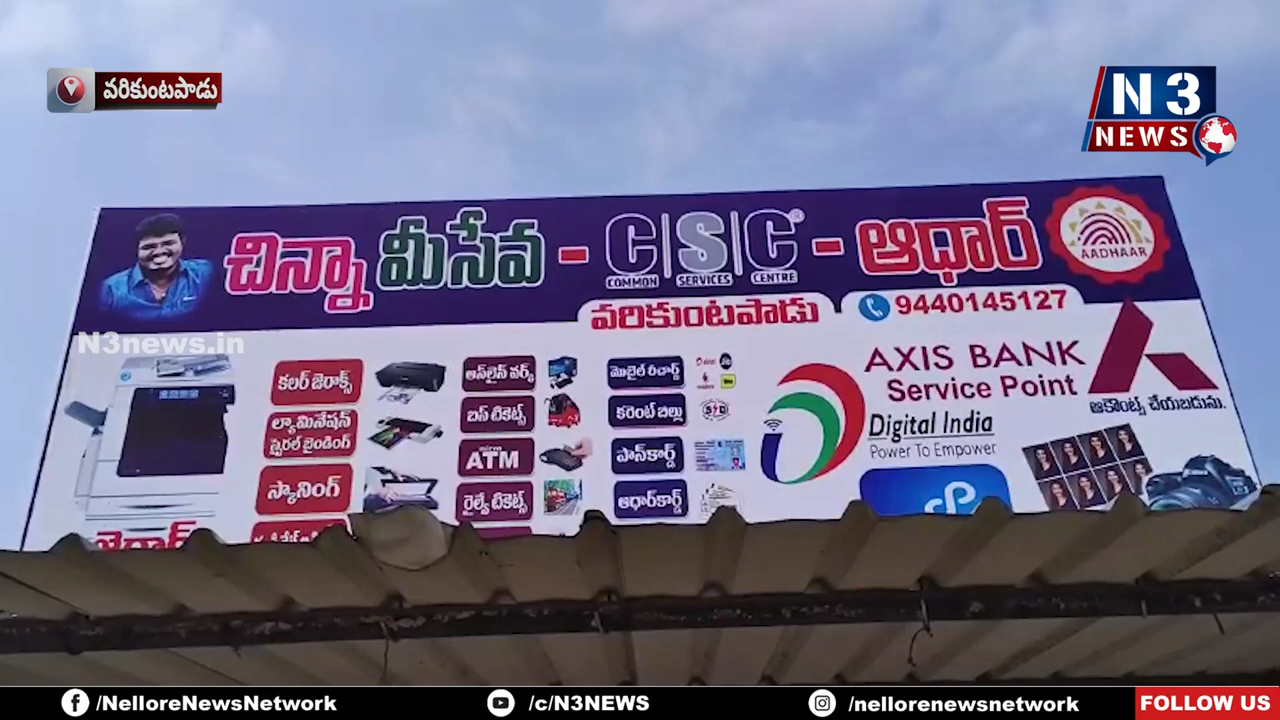 వరికుంటపాడు
N3
NEWS
చిన్నా మీసేవ - C|S|C® - ఆధార్
COMMON SERVICES CENTRE
AADHAAR
వరికుంటపాడు
9440145127
N3news.in
కలర్ జెరాక్స్
ల్యామినేషన్
స్పైరల్ బైండింగ్
స్కానింగ్
జెరాక్స్
ఆన్‌లైన్ వర్క్
బస్ టికెట్స్
micro
ATM
రైల్వే టికెట్స్
మొబైల్ రీచార్జ్
కరెంట్ బిల్లు
పాన్‌కార్డ్
ఆధార్‌కార్డ్
AXIS BANK
Service Point
ఆకౌంట్స్ చేయబడును.
Digital India
Power To Empower
/NelloreNewsNetwork
/c/N3NEWS
/nellorenewsnetwork
FOLLOW US